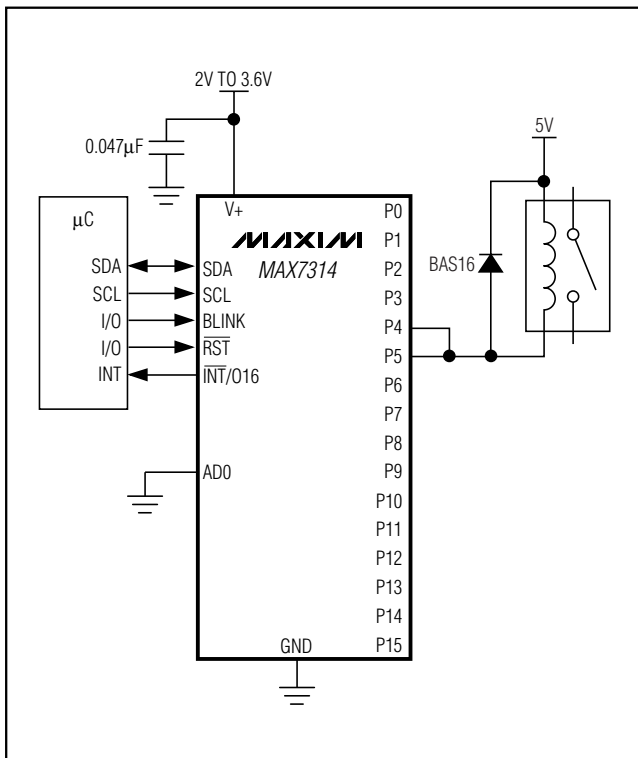 2V TO 3.6V
0.047µF
5V
µC
SDA
SCL
I/O
I/O
INT
V+
MAXIM
MAX7314
SDA
SCL
BLINK
RST
INT/O16
AD0
GND
P0
P1
P2
P3
P4
P5
P6
P7
P8
P9
P10
P11
P12
P13
P14
P15
BAS16